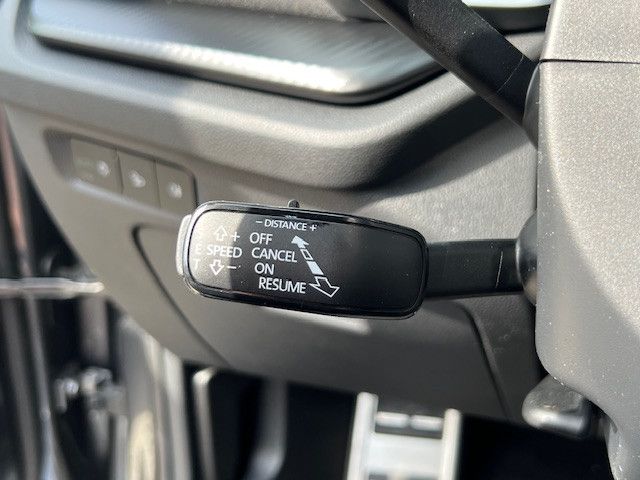 - DISTANCE +
+ OFF
E SPEED CANCEL
T - ON
RESUME